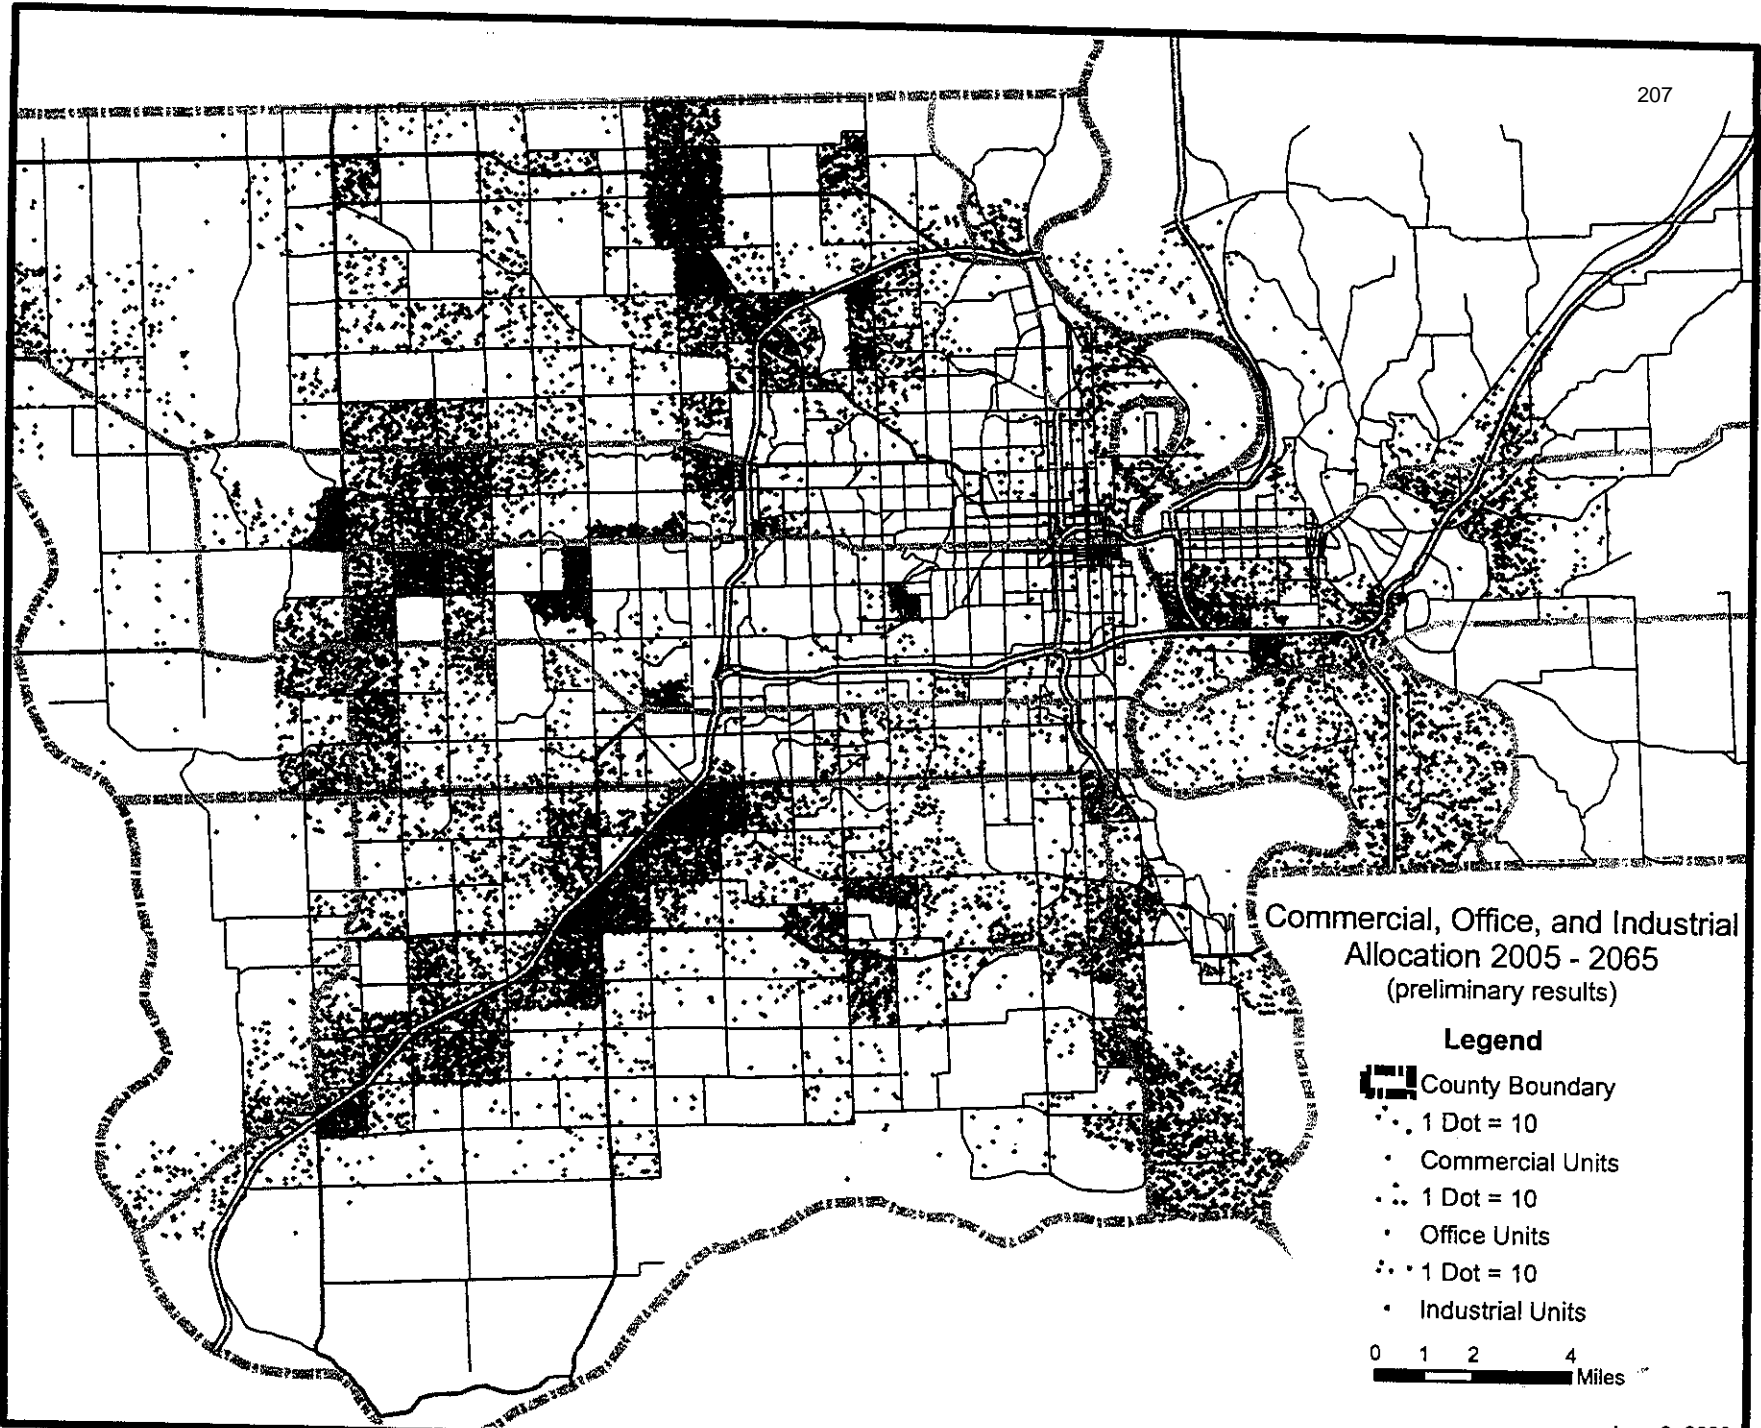 207
Commercial, Office, and Industrial
Allocation 2005 - 2065
(preliminary results)
Legend
County Boundary
1 Dot = 10
Commercial Units
1 Dot = 10
Office Units
1 Dot = 10
Industrial Units
0 1 2 4
Miles